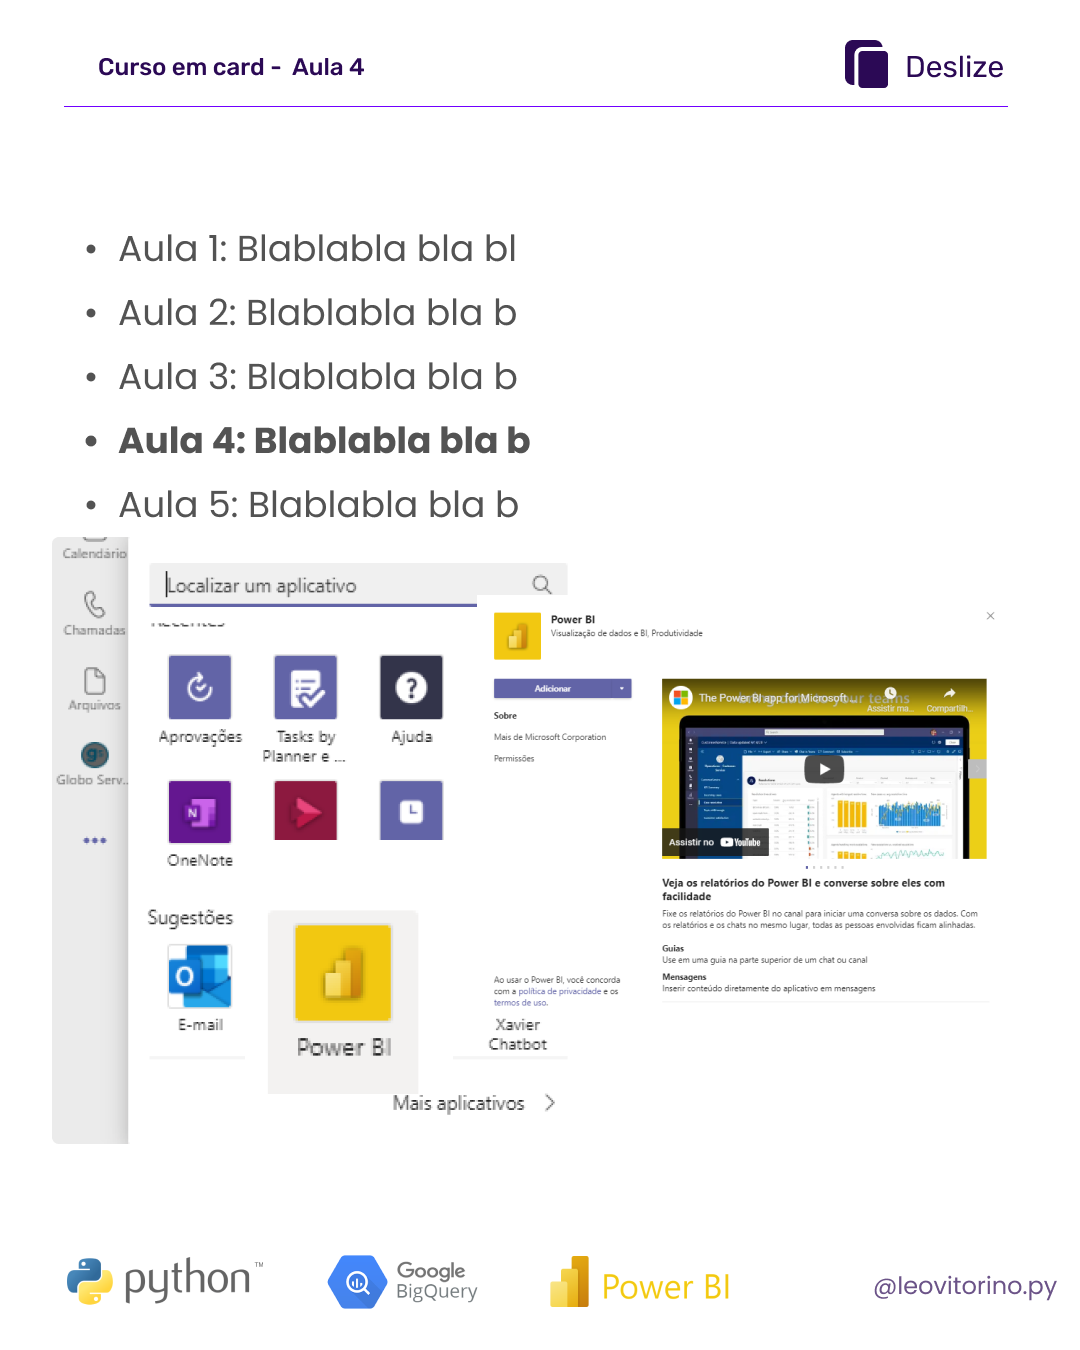 Curso em card - Aula 4
Deslize
• Aula 1: Blablabla bla bl
• Aula 2: Blablabla bla b
• Aula 3: Blablabla bla b
• Aula 4: Blablabla bla b
• Aula 5: Blablabla bla b
Calendário
Chamadas
Arquivos
Globo Serv...
Localizar um aplicativo
Aprovações
Tasks by
Planner e ...
Ajuda
OneNote
Sugestões
E-mail
Power BI
Xavier
Chatbot
Mais aplicativos
Power BI
Visualização de dados e BI, Produtividade
Adicionar
Sobre
Mais de Microsoft Corporation
Permissões
Ao usar o Power BI, você concorda
com a política de privacidade e os
termos de uso.
The Power BI app for Microsoft...
Assistir ma...
Compartilh...
Assistir no YouTube
Veja os relatórios do Power BI e converse sobre eles com
facilidade
Fixe os relatórios do Power BI no canal para iniciar uma conversa sobre os dados. Com
os relatórios e os chats no mesmo lugar, todas as pessoas envolvidas ficam alinhadas.
Guias
Use em uma guia na parte superior de um chat ou canal
Mensagens
Inserir conteúdo diretamente do aplicativo em mensagens
python™
Google
BigQuery
Power BI
@leovitorino.py